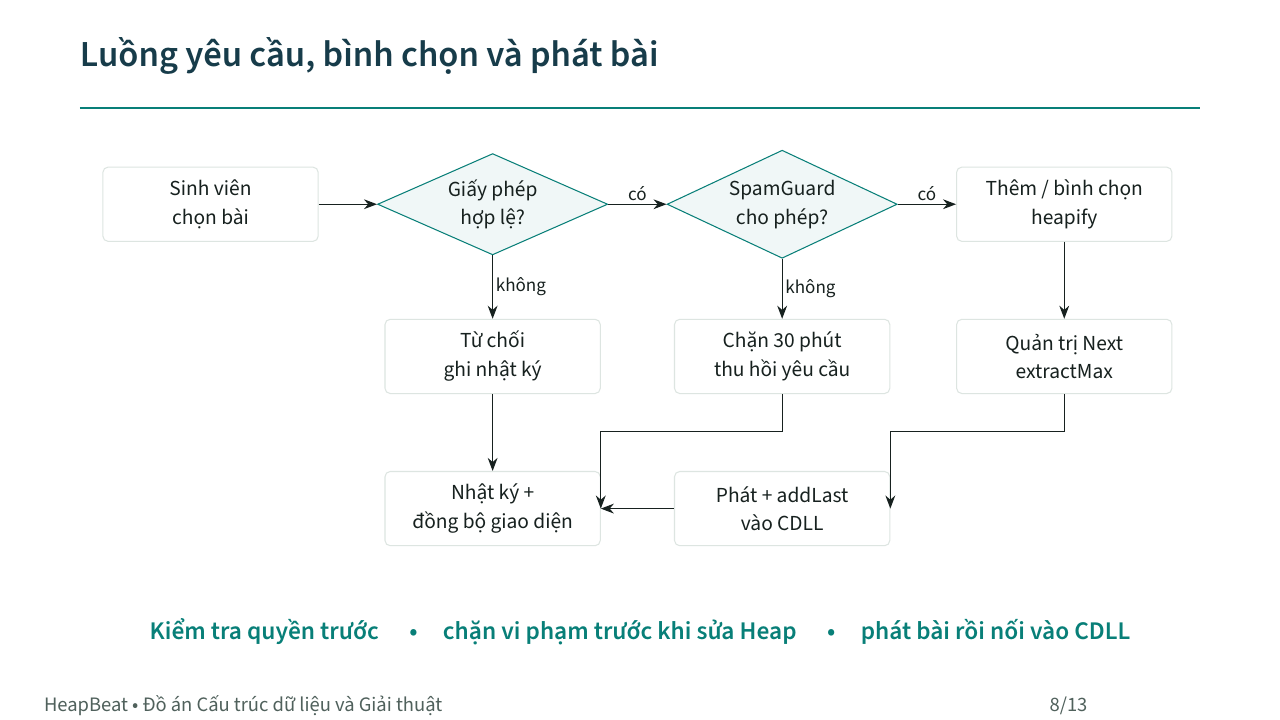 Luồng yêu cầu, bình chọn và phát bài
Sinh viên
chọn bài
Giấy phép
hợp lệ?
có
SpamGuard
cho phép?
có
Thêm / bình chọn
heapify
không
không
Từ chối
ghi nhật ký
Chặn 30 phút
thu hồi yêu cầu
Quản trị Next
extractMax
Nhật ký +
đồng bộ giao diện
Phát + addLast
vào CDLL
Kiểm tra quyền trước • chặn vi phạm trước khi sửa Heap • phát bài rồi nối vào CDLL
HeapBeat • Đồ án Cấu trúc dữ liệu và Giải thuật
8/13